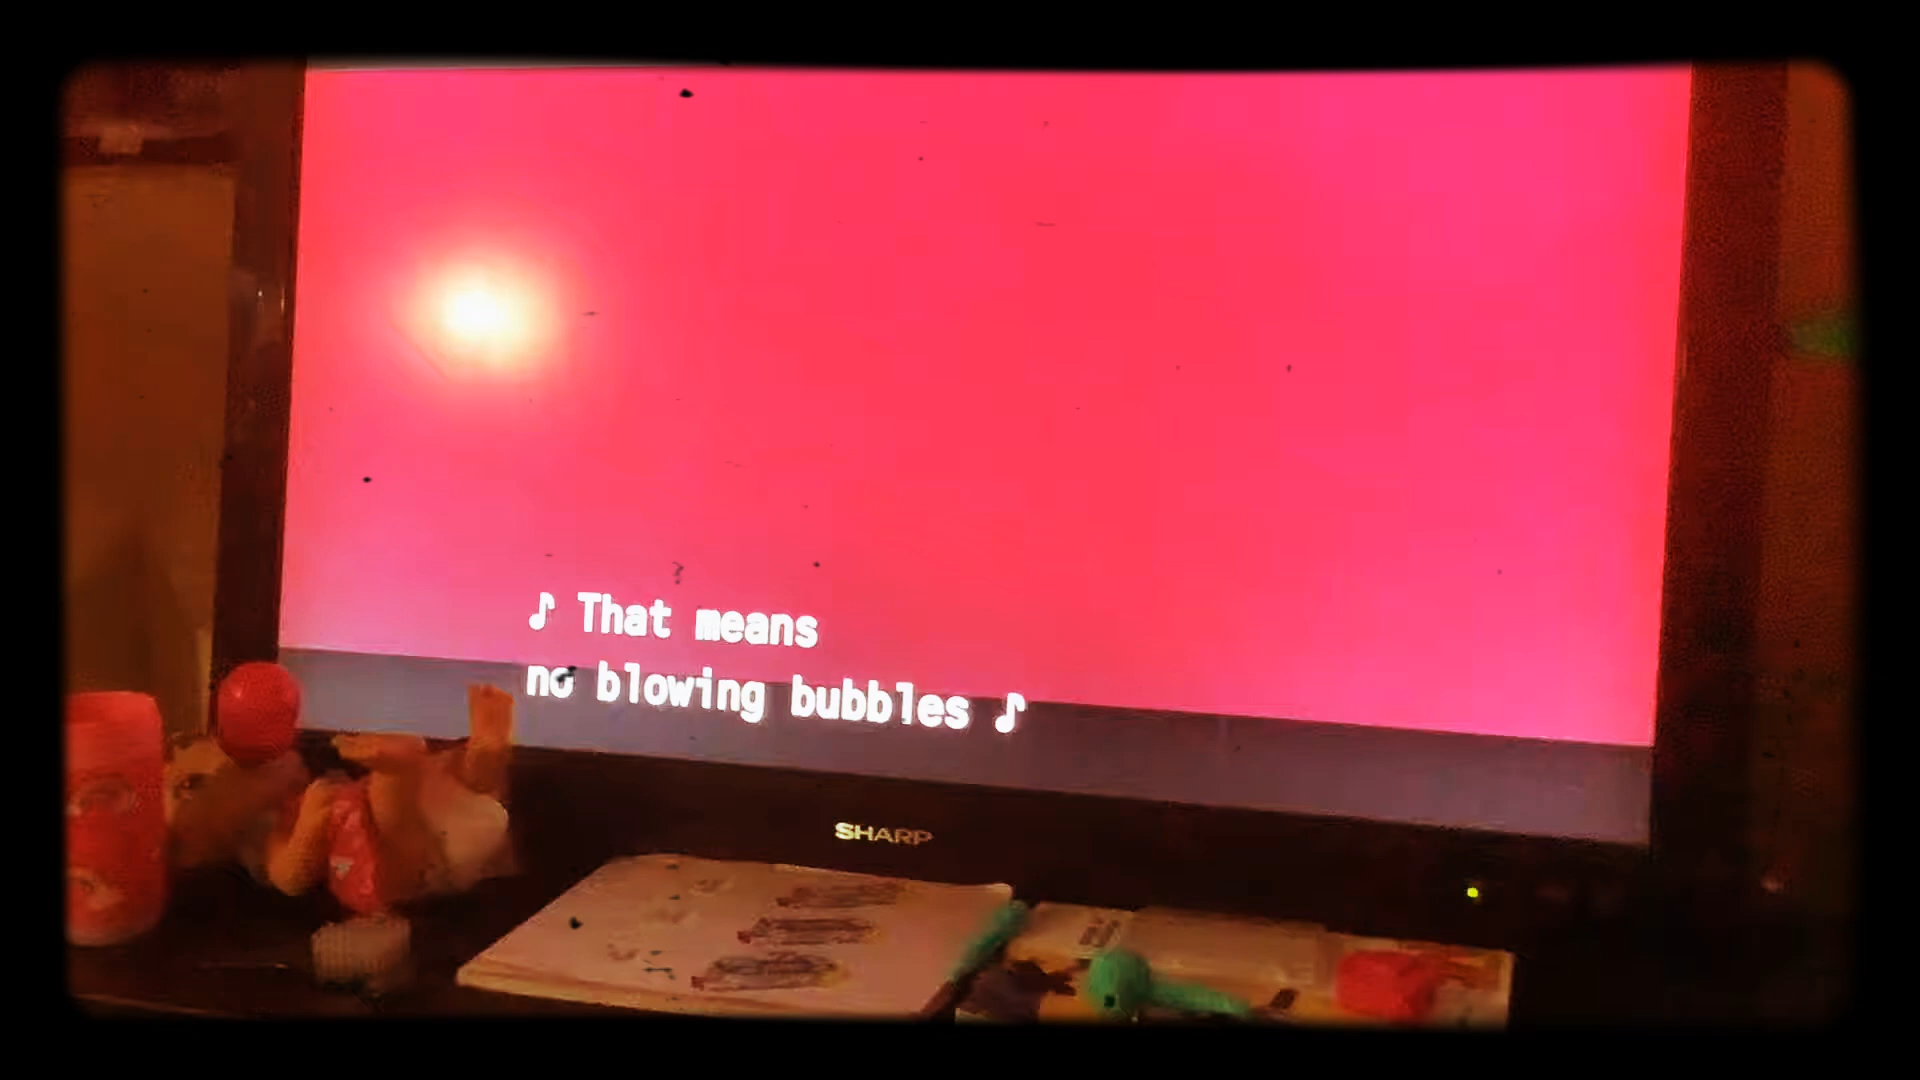 ♪ That means
no blowing bubbles ♪
SHARP